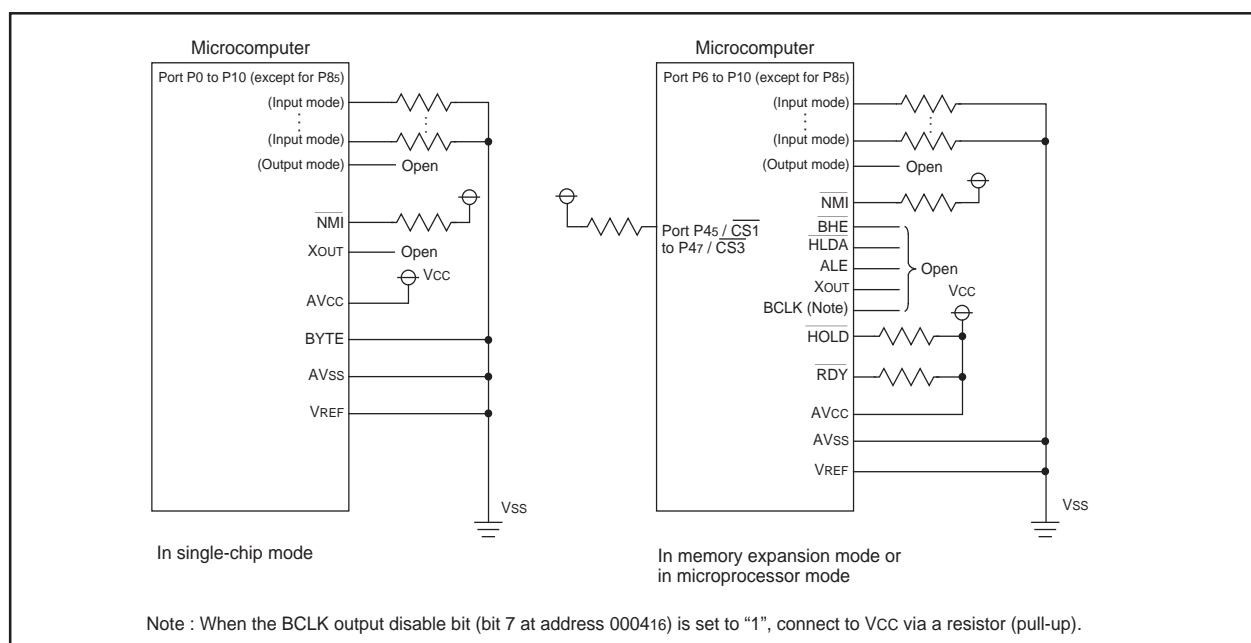 Microcomputer
Port P0 to P10 (except for P85)
(Input mode)
(Input mode)
(Output mode)
Open
NMI
XOUT
Open
VCC
AVCC
BYTE
AVSS
VREF
VSS
In single-chip mode
Microcomputer
Port P6 to P10 (except for P85)
(Input mode)
(Input mode)
(Output mode)
Open
NMI
Port P45 / CS1
to P47 / CS3
BHE
HLDA
ALE
Open
XOUT
VCC
BCLK (Note)
HOLD
RDY
AVCC
AVSS
VREF
VSS
In memory expansion mode or
in microprocessor mode
Note : When the BCLK output disable bit (bit 7 at address 000416) is set to “1”, connect to VCC via a resistor (pull-up).